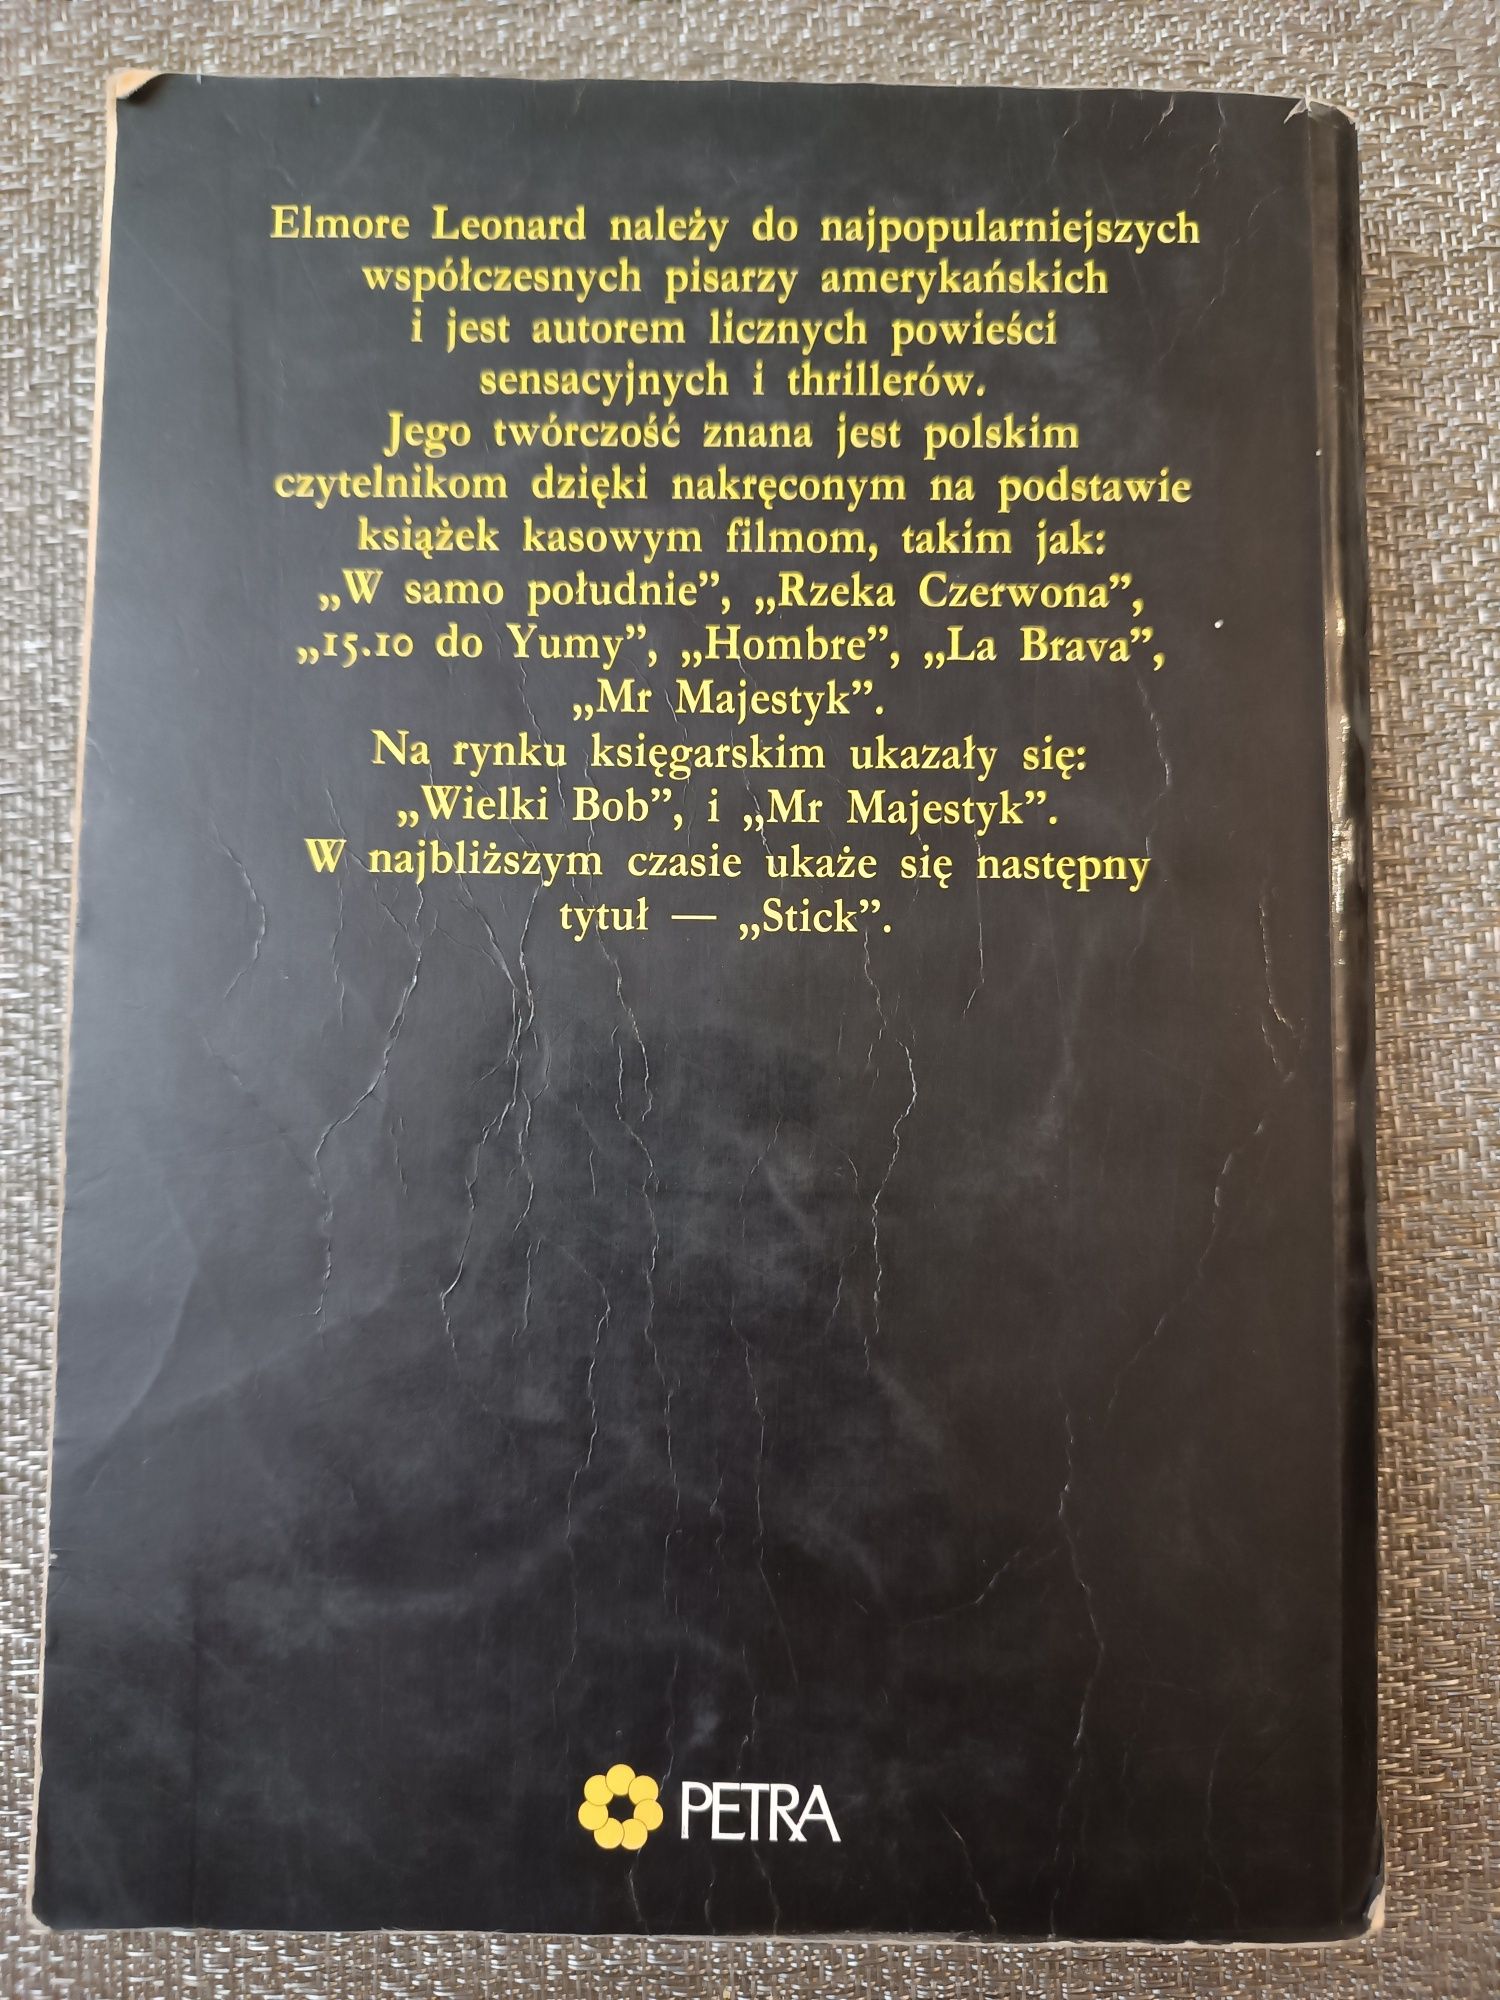 Elmore Leonard należy do najpopularniejszych
współczesnych pisarzy amerykańskich
i jest autorem licznych powieści
sensacyjnych i thrillerów.
Jego twórczość znana jest polskim
czytelnikom dzięki nakręconym na podstawie
książek kasowym filmom, takim jak:
„W samo południe”, „Rzeka Czerwona”,
„15.10 do Yumy”, „Hombre”, „La Brava”,
„Mr Majestyk”.
Na rynku księgarskim ukazały się:
„Wielki Bob”, i „Mr Majestyk”.
W najbliższym czasie ukaże się następny
tytuł — „Stick”.
PETRA